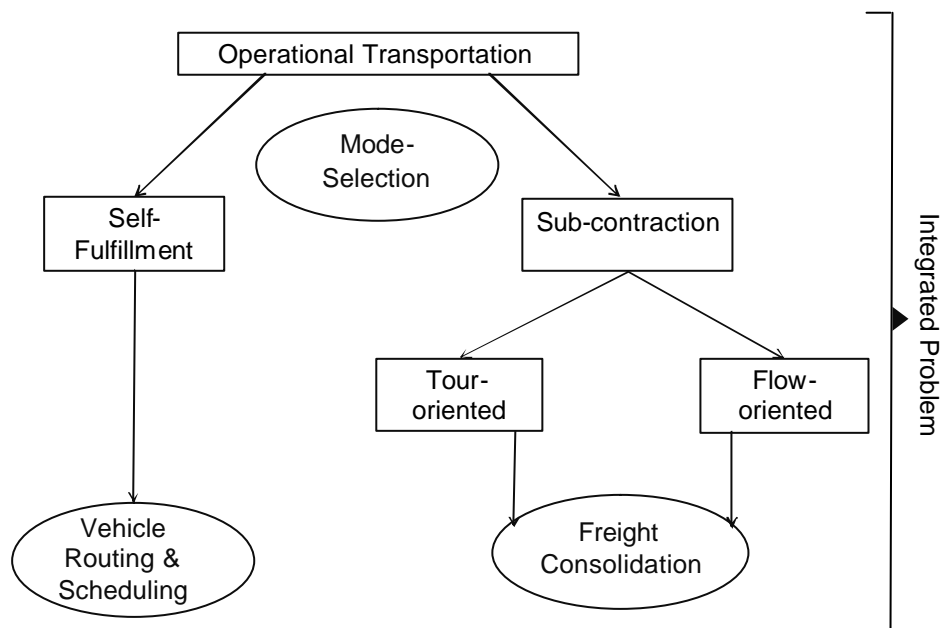 Operational Transportation
Mode-
Selection
Self-
Fulfillment
Sub-contraction
Tour-
oriented
Flow-
oriented
Vehicle
Routing &
Scheduling
Freight
Consolidation
Integrated Problem